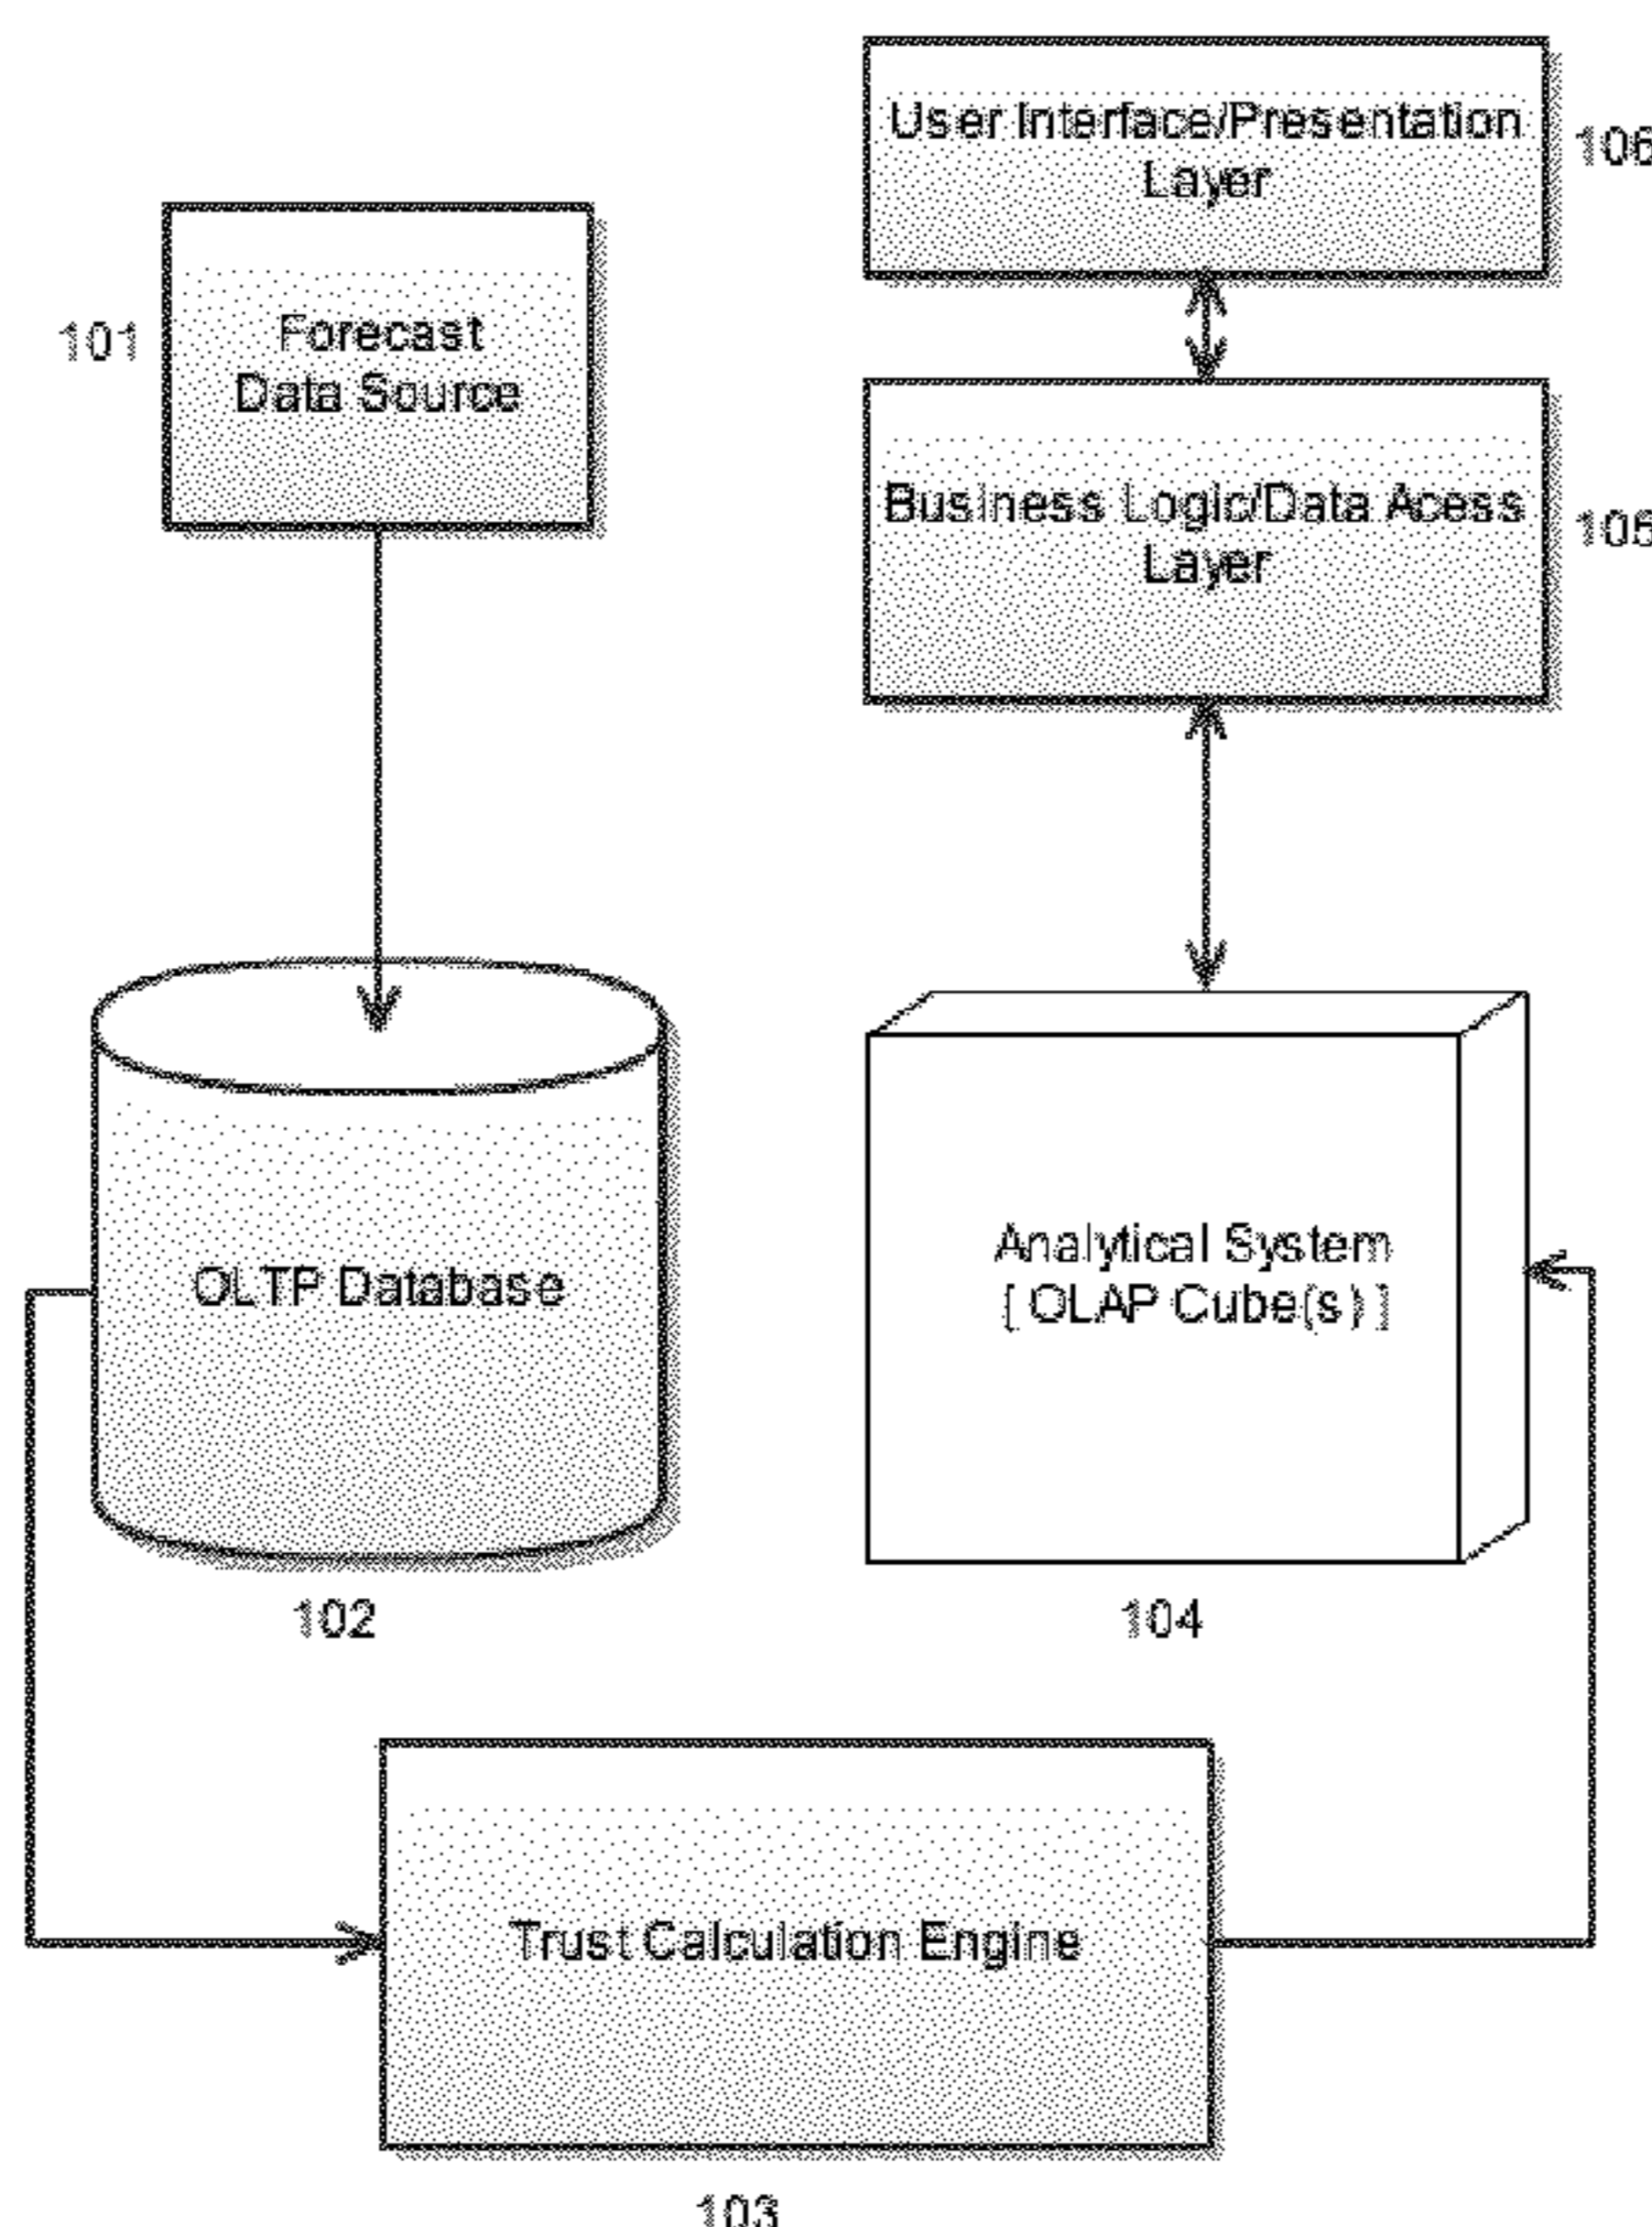 User Interface/Presentation
Layer
106
101
Forecast
Data Source
Business Logic/Data Acess
Layer
105
OLTP Database
102
Analytical System
[ OLAP Cube(s) ]
104
Trust Calculation Engine
103